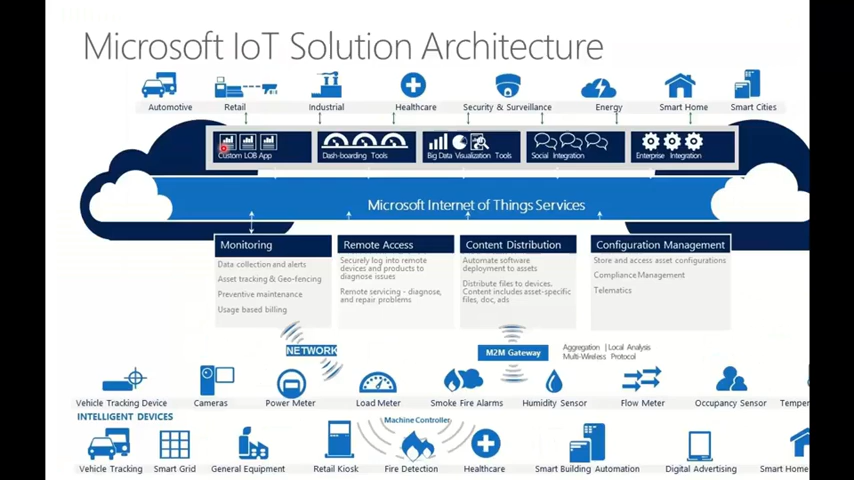 Microsoft IoT Solution Architecture
Automotive
Retail
Industrial
Healthcare
Security & Surveillance
Energy
Smart Home
Smart Cities
Custom LOB App
Dash-boarding Tools
Big Data Visualization Tools
Social Integration
Enterprise Integration
Microsoft Internet of Things Services
Monitoring
Data collection and alerts
Asset tracking & Geo-fencing
Preventive maintenance
Usage based billing
Remote Access
Securely log into remote
devices and products to
diagnose issues
Remote servicing - diagnose,
and repair problems
Content Distribution
Automate software
deployment to assets
Distribute files to devices.
Content includes asset-specific
files, doc, ads
Configuration Management
Store and access asset configurations
Compliance Management
Telematics
NETWORK
M2M Gateway
Aggregation | Local Analysis
Multi-Wireless Protocol
Vehicle Tracking Device
Cameras
Power Meter
Load Meter
Smoke Fire Alarms
Humidity Sensor
Flow Meter
Occupancy Sensor
Temper
INTELLIGENT DEVICES
Machine Controller
Vehicle Tracking
Smart Grid
General Equipment
Retail Kiosk
Fire Detection
Healthcare
Smart Building Automation
Digital Advertising
Smart Home